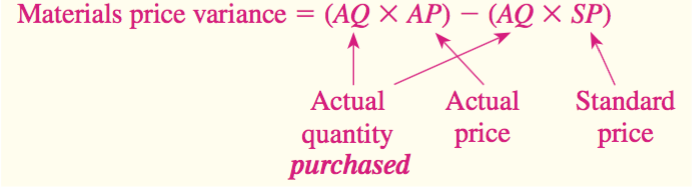 Materials price variance = (AQ × AP) − (AQ × SP)
Actual quantity purchased
Actual price
Standard price